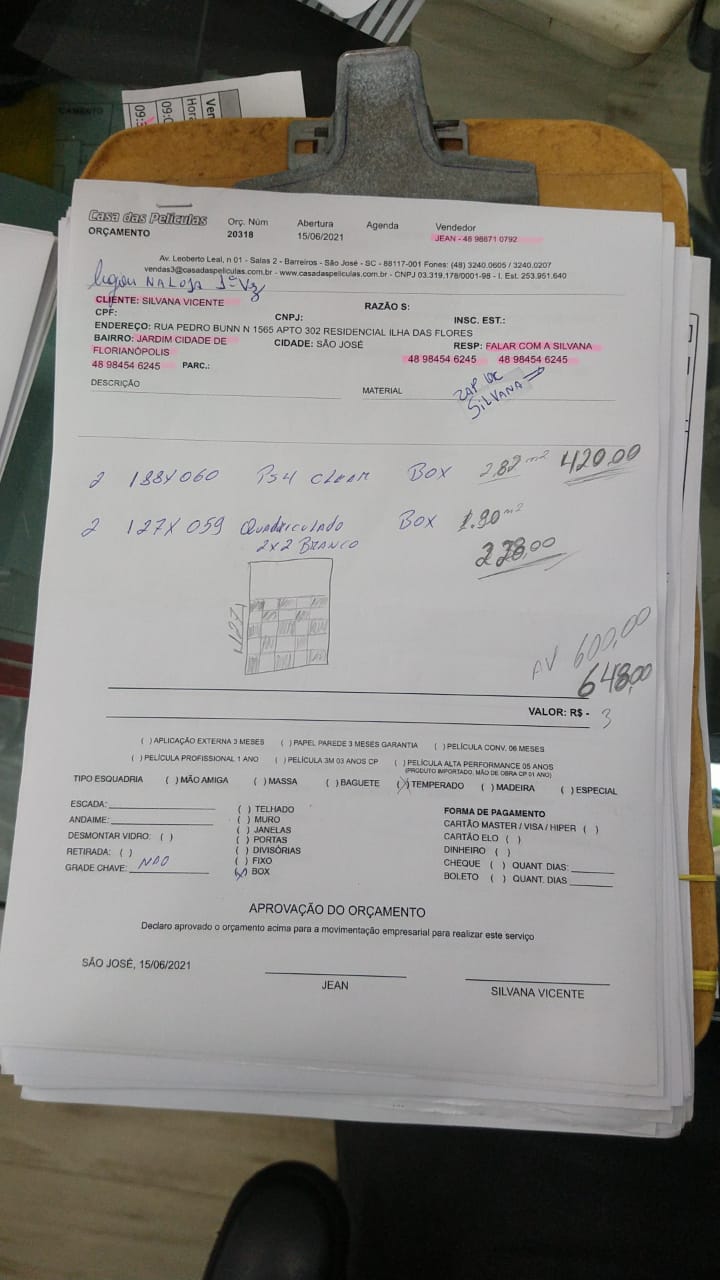 Casa das Películas
ORÇAMENTO
Orç. Núm
20318
Abertura
15/06/2021
Agenda
Vendedor
JEAN - 48 98871 0792
Av. Leoberto Leal, n 01 - Salas 2 - Barreiros - São José - SC - 88117-001 Fones: (48) 3240.0605 / 3240.0207
vendas3@casadaspeliculas.com.br - www.casadaspeliculas.com.br - CNPJ 03.319.178/0001-98 - I. Est. 253.951.640
ligou NA LOJA 1ª Vez
CLIENTE: SILVANA VICENTE
RAZÃO S:
CPF:
CNPJ:
INSC. EST.:
ENDEREÇO: RUA PEDRO BUNN N 1565 APTO 302 RESIDENCIAL ILHA DAS FLORES
BAIRRO: JARDIM CIDADE DE FLORIANÓPOLIS
CIDADE: SÃO JOSÉ
RESP: FALAR COM A SILVANA
48 98454 6245 PARC.:
48 98454 6245 48 98454 6245
DESCRIÇÃO
MATERIAL
ZAP DE
SILVANA
2 188X060 PS4 CLEAR BOX 2,82 m² 420,00
2 127X059 Quadriculado BOX 1.90 m²
2x2 BRANCO
228,00
127
AV 600,00
648,00
VALOR: R$ - 3
( ) APLICAÇÃO EXTERNA 3 MESES ( ) PAPEL PAREDE 3 MESES GARANTIA ( ) PELÍCULA CONV. 06 MESES
( ) PELÍCULA PROFISSIONAL 1 ANO ( ) PELÍCULA 3M 03 ANOS CP ( ) PELÍCULA ALTA PERFORMANCE 05 ANOS
(PRODUTO IMPORTADO, MÃO DE OBRA CP 01 ANO)
TIPO ESQUADRIA ( ) MÃO AMIGA ( ) MASSA ( ) BAGUETE (X) TEMPERADO ( ) MADEIRA ( ) ESPECIAL
ESCADA:
ANDAIME:
DESMONTAR VIDRO: ( )
RETIRADA: ( )
GRADE CHAVE: NÃO
( ) TELHADO
( ) MURO
( ) JANELAS
( ) PORTAS
( ) DIVISÓRIAS
( ) FIXO
(X) BOX
FORMA DE PAGAMENTO
CARTÃO MASTER / VISA / HIPER ( )
CARTÃO ELO ( )
DINHEIRO ( )
CHEQUE ( ) QUANT. DIAS:
BOLETO ( ) QUANT. DIAS
APROVAÇÃO DO ORÇAMENTO
Declaro aprovado o orçamento acima para a movimentação empresarial para realizar este serviço
SÃO JOSÉ, 15/06/2021
JEAN
SILVANA VICENTE